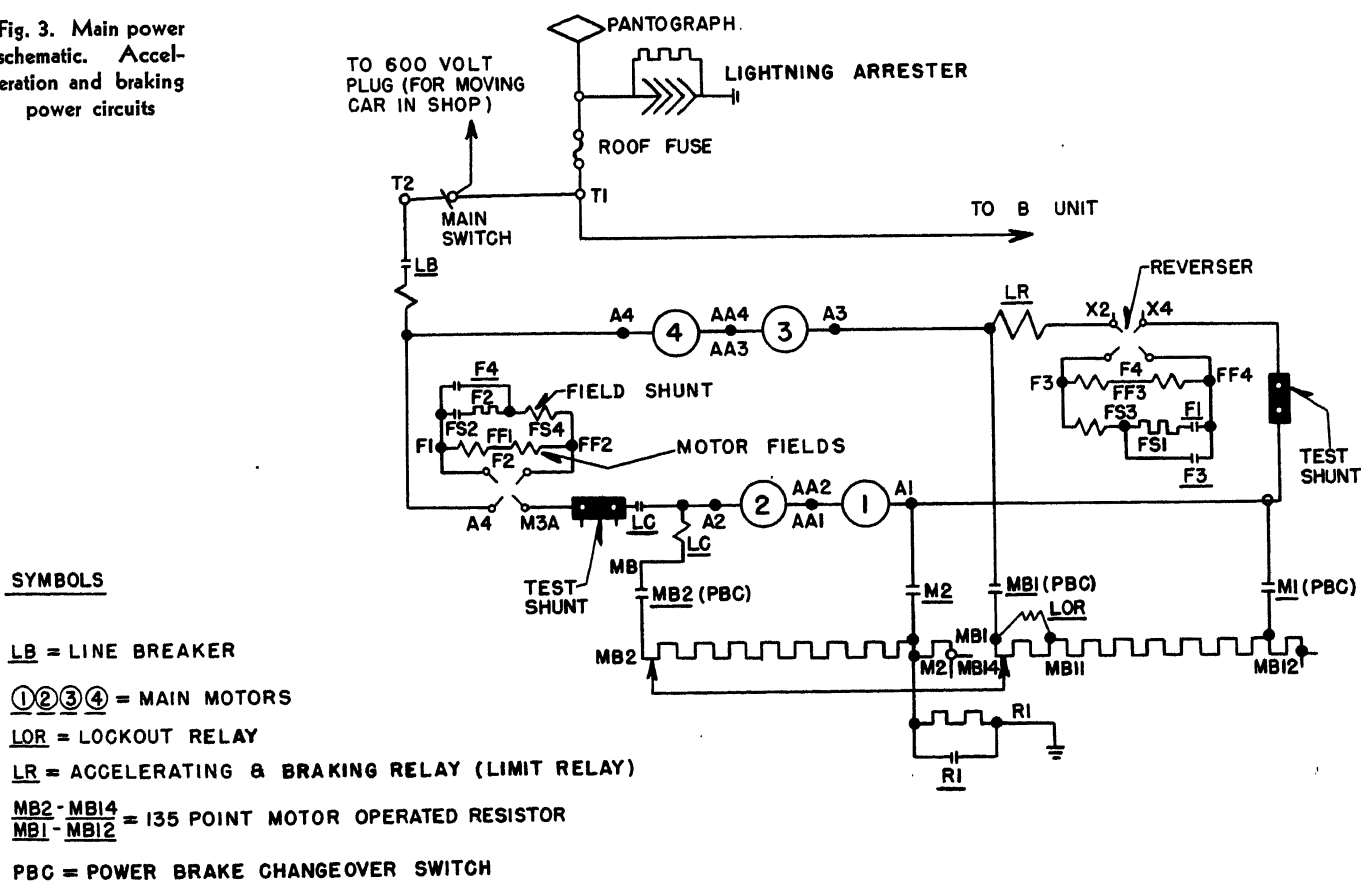 Fig. 3. Main power
schematic. Accel-
eration and braking
power circuits
PANTOGRAPH.
TO 600 VOLT
PLUG (FOR MOVING
CAR IN SHOP)
LIGHTNING ARRESTER
ROOF FUSE
T2
T1
MAIN
SWITCH
TO B UNIT
LB
REVERSER
LR
X2
X4
A4
4
AA4
AA3
3
A3
F4
F2
FIELD SHUNT
FS2
FS4
F1
FF1
F2
FF2
MOTOR FIELDS
F3
F4
FF3
FF4
FS3
F1
FS1
F3
TEST
SHUNT
A4
M3A
LC
A2
2
AA2
AA1
1
A1
LC
TEST
SHUNT
MB
MB2 (PBC)
M2
MB1 (PBC)
LOR
M1 (PBC)
MB2
M2
MB14
MB1
MB11
MB12
R1
R1
SYMBOLS
LB = LINE BREAKER
1 2 3 4 = MAIN MOTORS
LOR = LOCKOUT RELAY
LR = ACCELERATING & BRAKING RELAY (LIMIT RELAY)
MB2 - MB14
MB1 - MB12 = 135 POINT MOTOR OPERATED RESISTOR
PBC = POWER BRAKE CHANGEOVER SWITCH